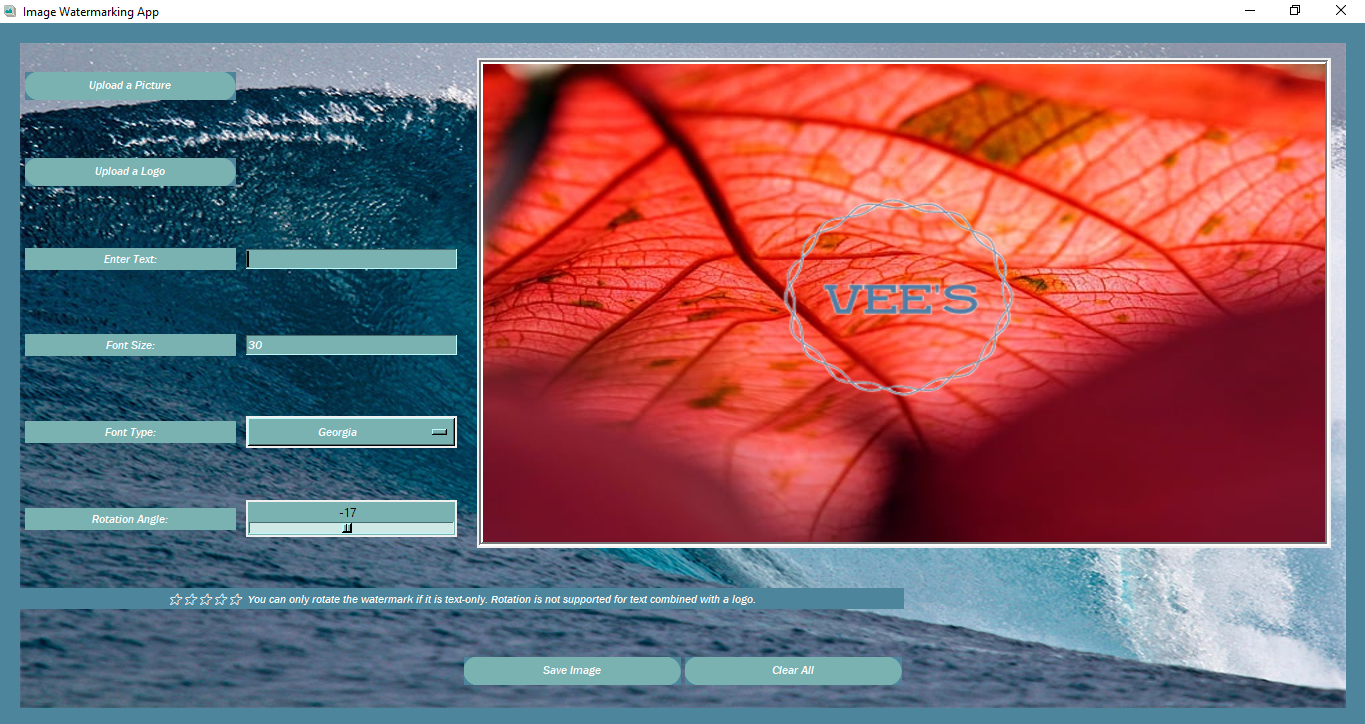 Image Watermarking App
Upload a Picture
Upload a Logo
Enter Text:
Font Size:
30
Font Type:
Georgia
Rotation Angle:
-17
VEE'S
☆☆☆☆☆ You can only rotate the watermark if it is text-only. Rotation is not supported for text combined with a logo.
Save Image
Clear All